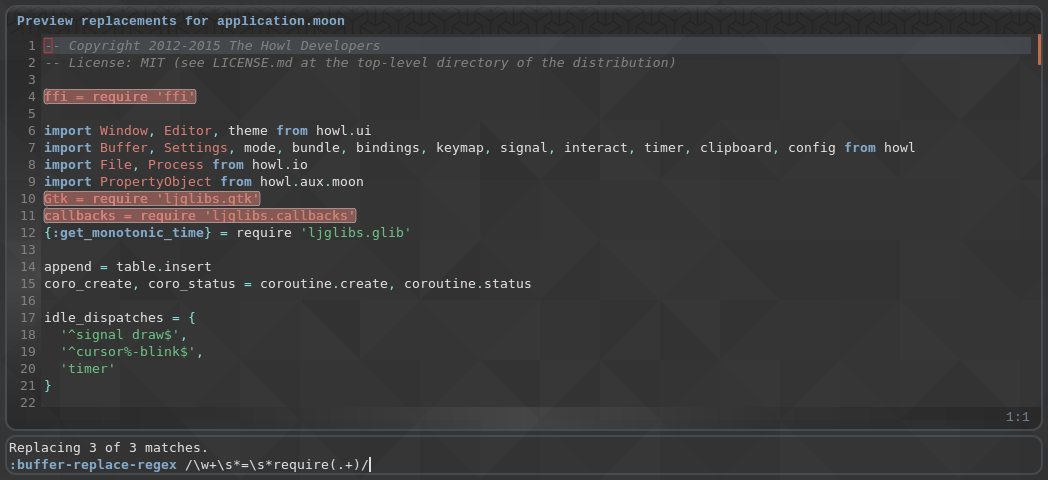 Preview replacements for application.moon
1 -- Copyright 2012-2015 The Howl Developers
2 -- License: MIT (see LICENSE.md at the top-level directory of the distribution)
3
4 ffi = require 'ffi'
5
6 import Window, Editor, theme from howl.ui
7 import Buffer, Settings, mode, bundle, bindings, keymap, signal, interact, timer, clipboard, config from howl
8 import File, Process from howl.io
9 import PropertyObject from howl.aux.moon
10 Gtk = require 'ljglibs.gtk'
11 callbacks = require 'ljglibs.callbacks'
12 {:get_monotonic_time} = require 'ljglibs.glib'
13
14 append = table.insert
15 coro_create, coro_status = coroutine.create, coroutine.status
16
17 idle_dispatches = {
18   '^signal draw$',
19   '^cursor%-blink$',
20   'timer'
21 }
22
1:1
Replacing 3 of 3 matches.
:buffer-replace-regex /\w+\s*=\s*require(.+)/